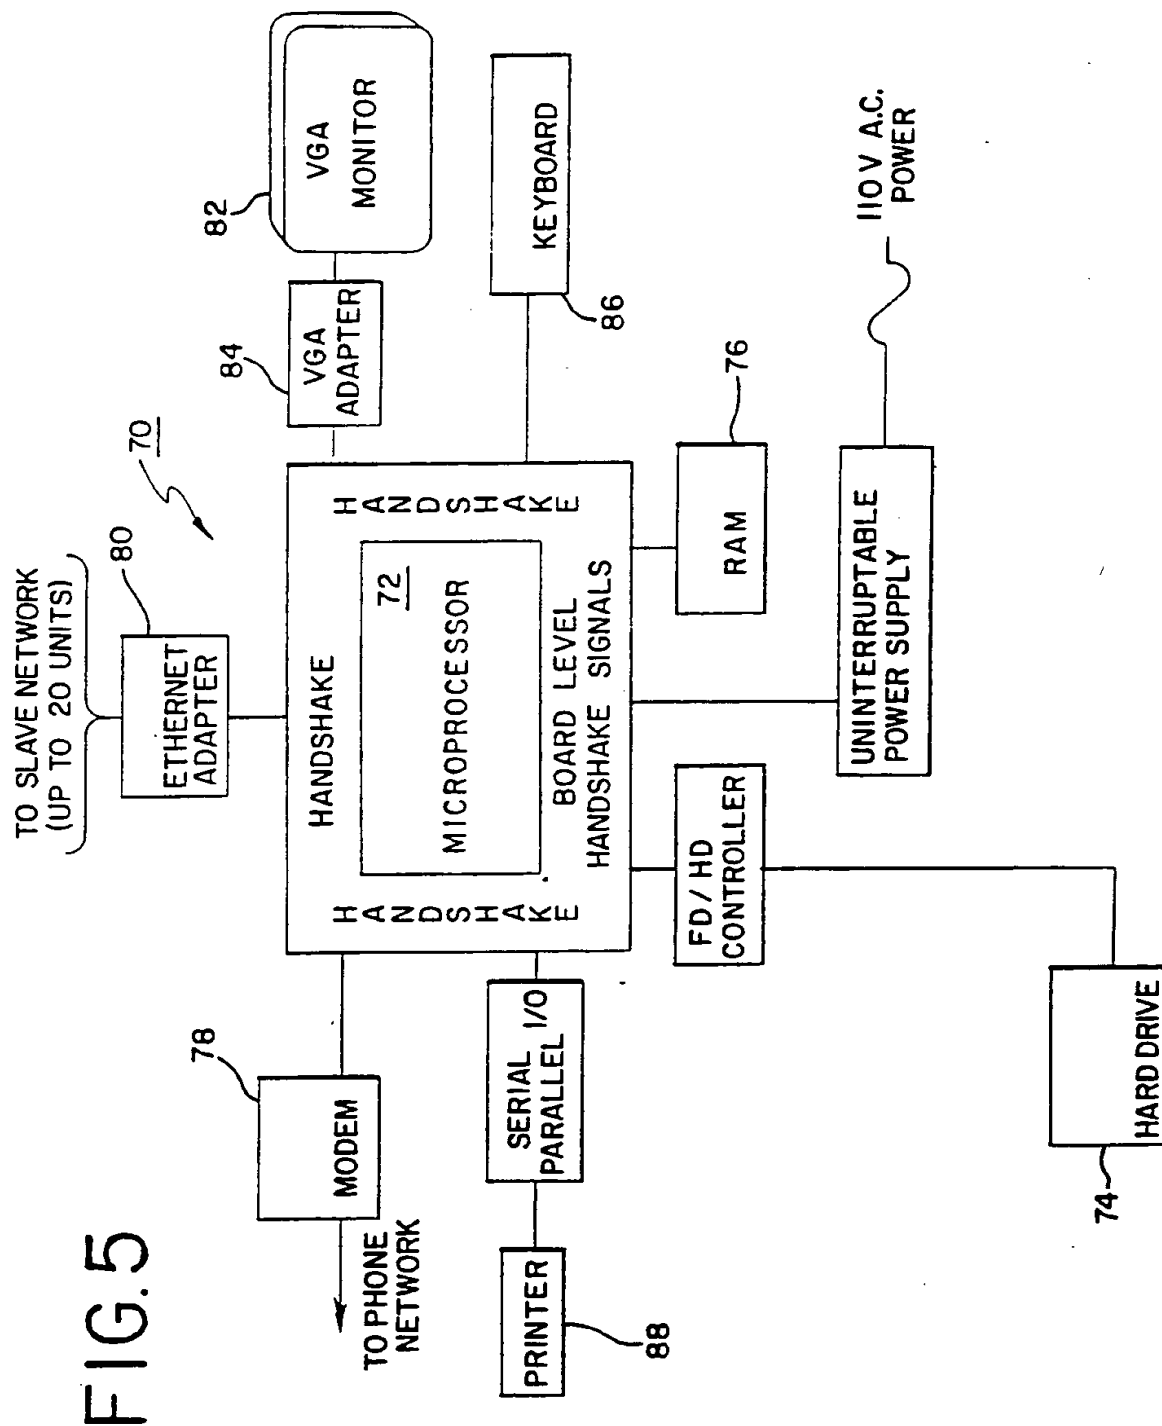 FIG.5
TO SLAVE NETWORK
(UP TO 20 UNITS)
80
70
ETHERNET
ADAPTER
78
MODEM
TO PHONE
NETWORK
84
VGA
ADAPTER
82
VGA
MONITOR
HANDSHAKE
HANDSHAKE
HANDSHAKE
72
MICROPROCESSOR
BOARD LEVEL
HANDSHAKE SIGNALS
SERIAL
PARALLEL I/O
PRINTER
88
KEYBOARD
86
FD/HD
CONTROLLER
RAM
76
UNINTERRUPTABLE
POWER SUPPLY
110V A.C.
POWER
HARD DRIVE
74